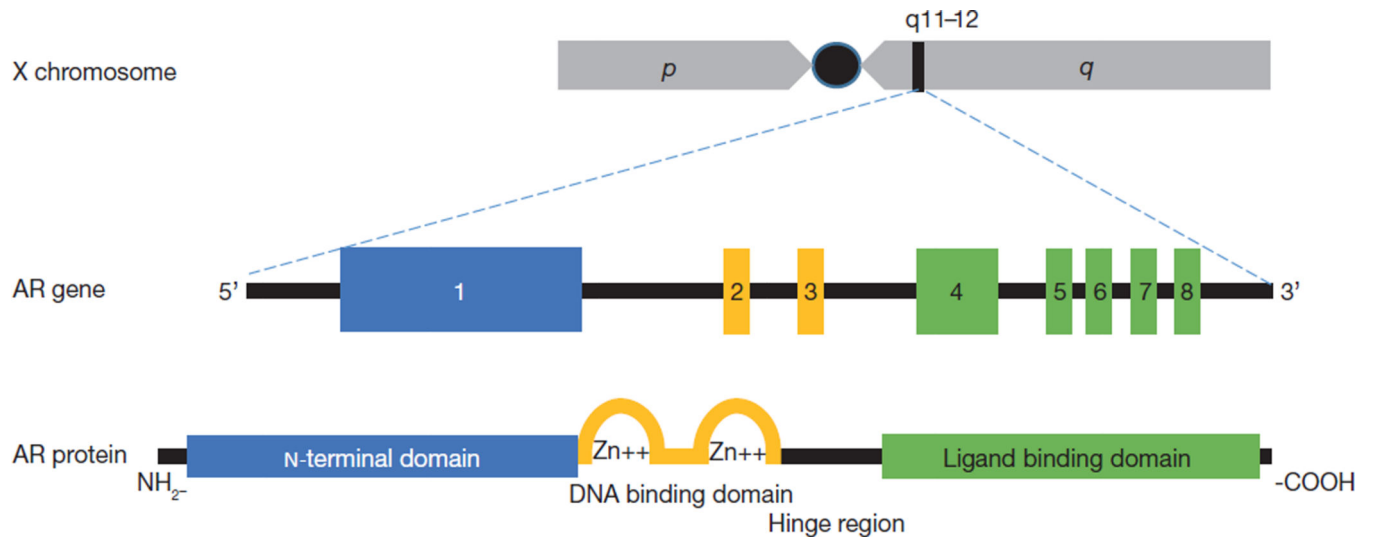 q11–12
X chromosome
p
q
AR gene
5’
1
2
3
4
5
6
7
8
3’
AR protein
NH2–
N-terminal domain
Zn++
Zn++
DNA binding domain
Hinge region
Ligand binding domain
-COOH